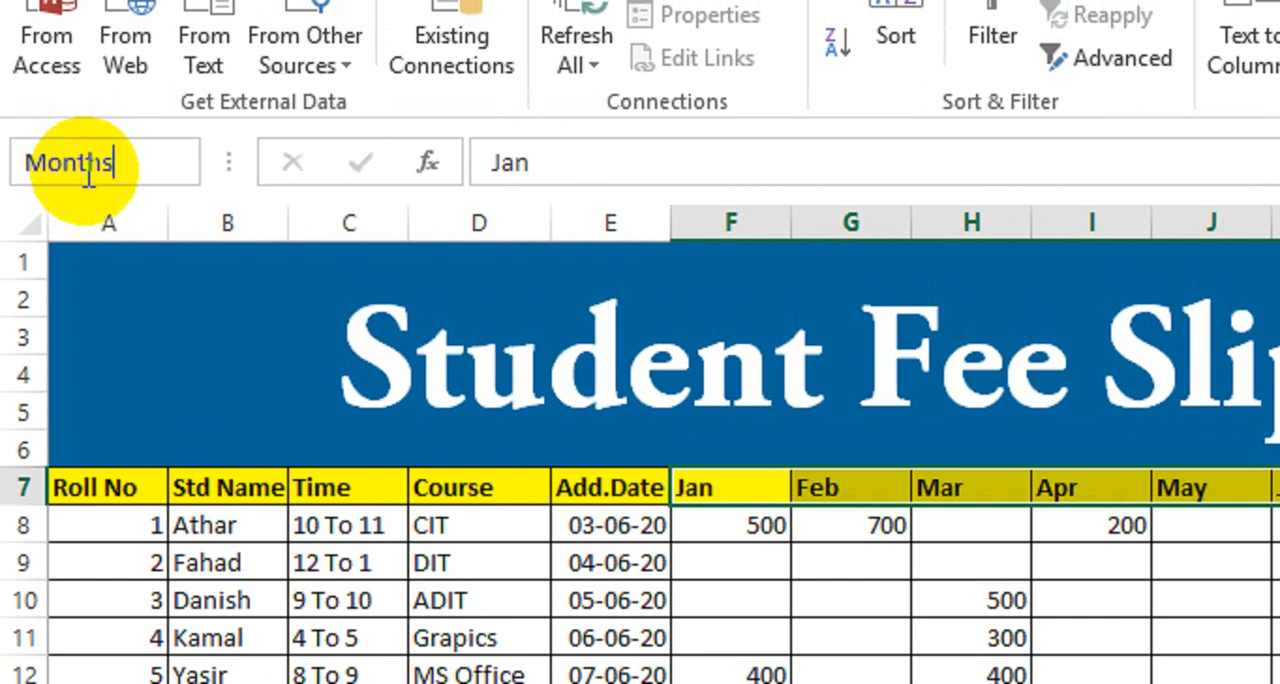 From Access
From Web
From Text
From Other Sources
Existing Connections
Refresh All
Properties
Edit Links
Z
A
Sort
Filter
Reapply
Advanced
Text to
Get External Data
Connections
Sort & Filter
Months
fx
Jan
A B C D E F G H I J
1
2
3
4
5
6
Student Fee
7 Roll No Std Name Time Course Add.Date Jan Feb Mar Apr May
8 1 Athar 10 To 11 CIT 03-06-20 500 700 200
9 2 Fahad 12 To 1 DIT 04-06-20
10 3 Danish 9 To 10 ADIT 05-06-20 500
11 4 Kamal 4 To 5 Grapics 06-06-20 300
12 5 Yasir 8 To 9 MS Office 07-06-20 400 400